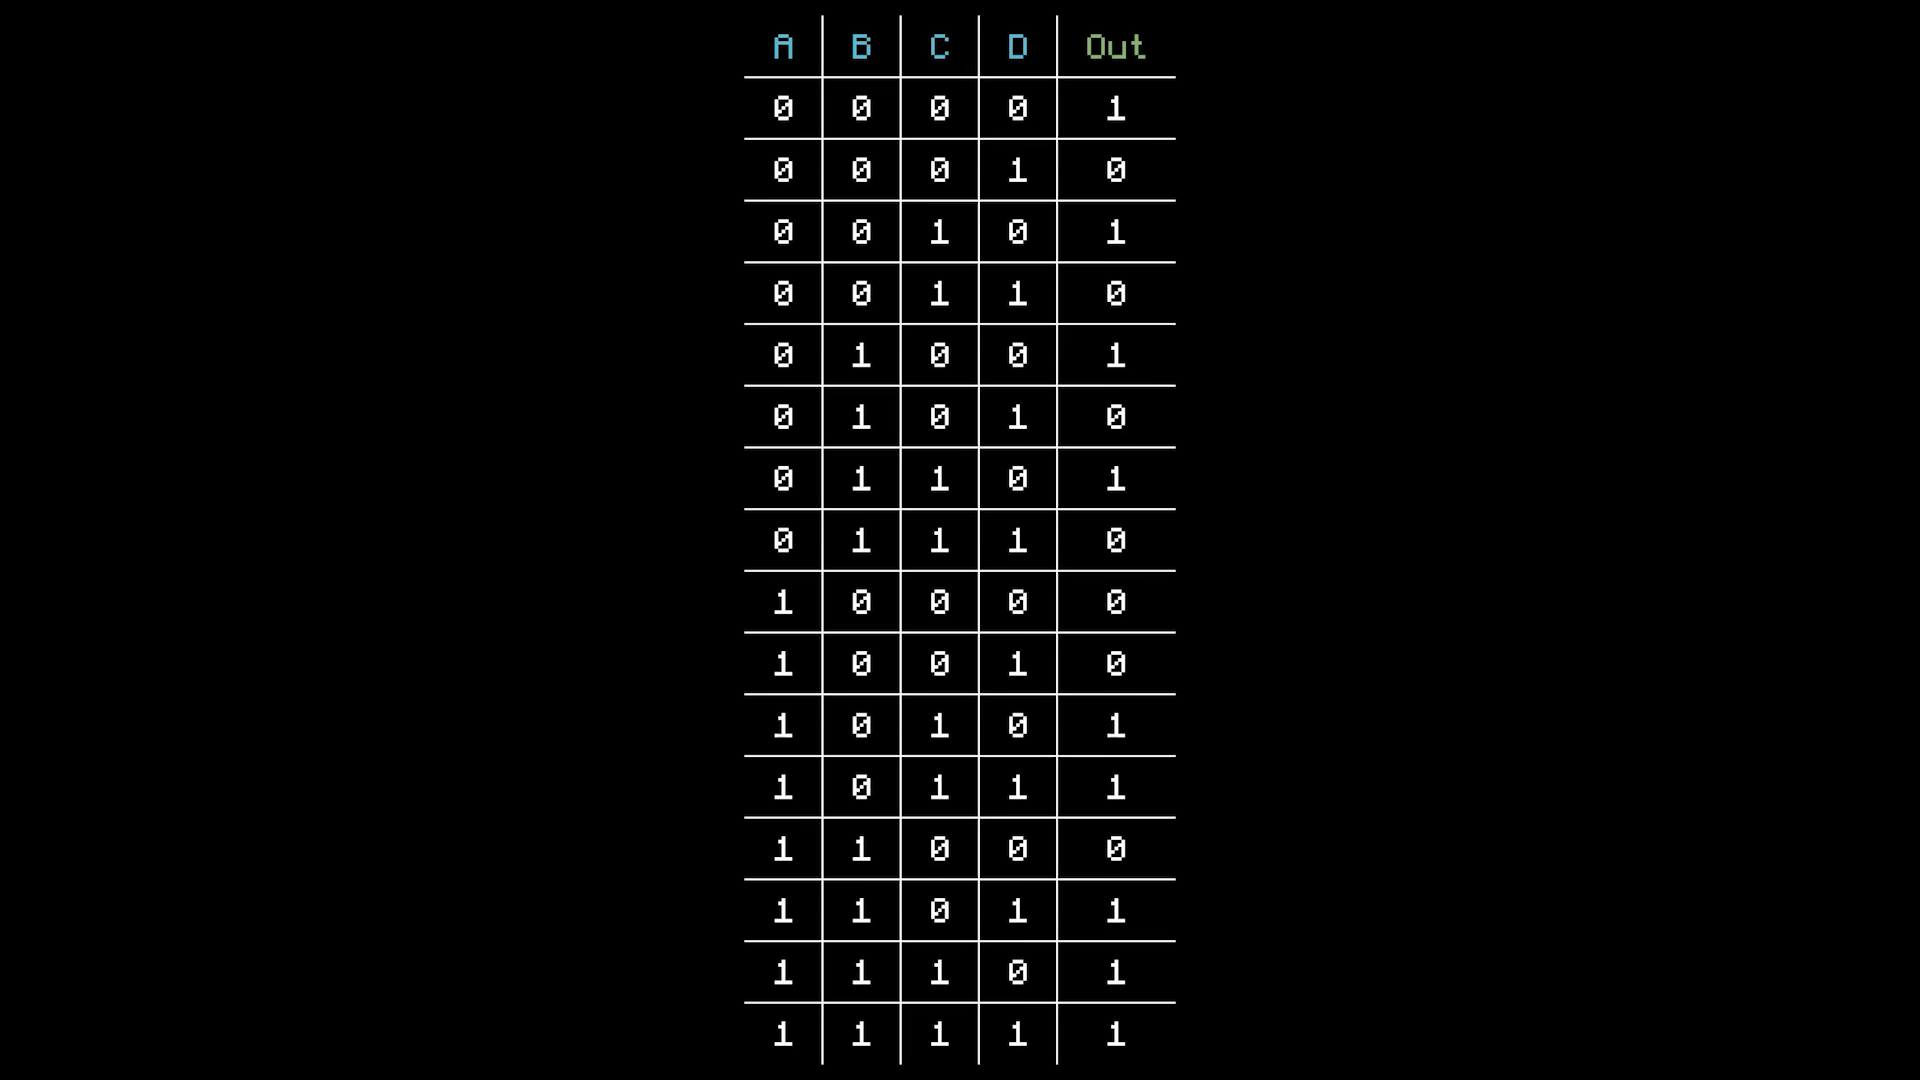 A B C D Out
0 0 0 0 1
0 0 0 1 0
0 0 1 0 1
0 0 1 1 0
0 1 0 0 1
0 1 0 1 0
0 1 1 0 1
0 1 1 1 0
1 0 0 0 0
1 0 0 1 0
1 0 1 0 1
1 0 1 1 1
1 1 0 0 0
1 1 0 1 1
1 1 1 0 1
1 1 1 1 1